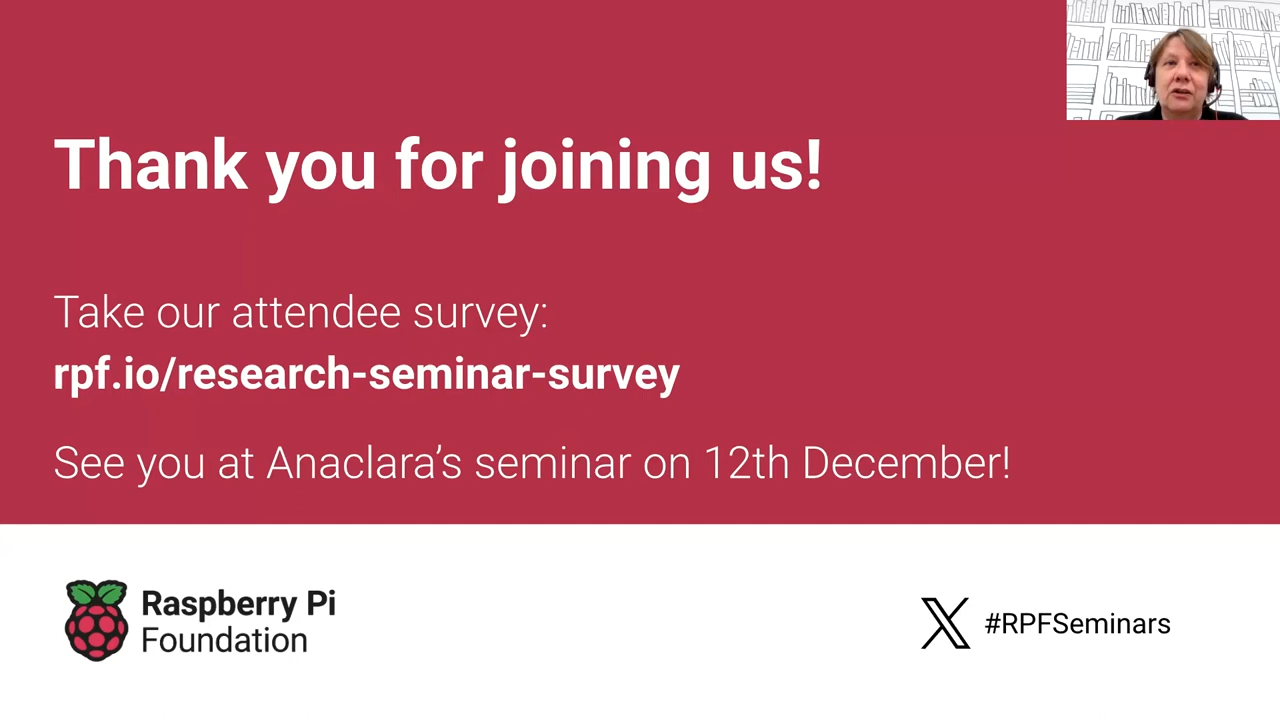 Thank you for joining us!
Take our attendee survey:
rpf.io/research-seminar-survey
See you at Anaclara’s seminar on 12th December!
Raspberry Pi
Foundation
#RPFSeminars